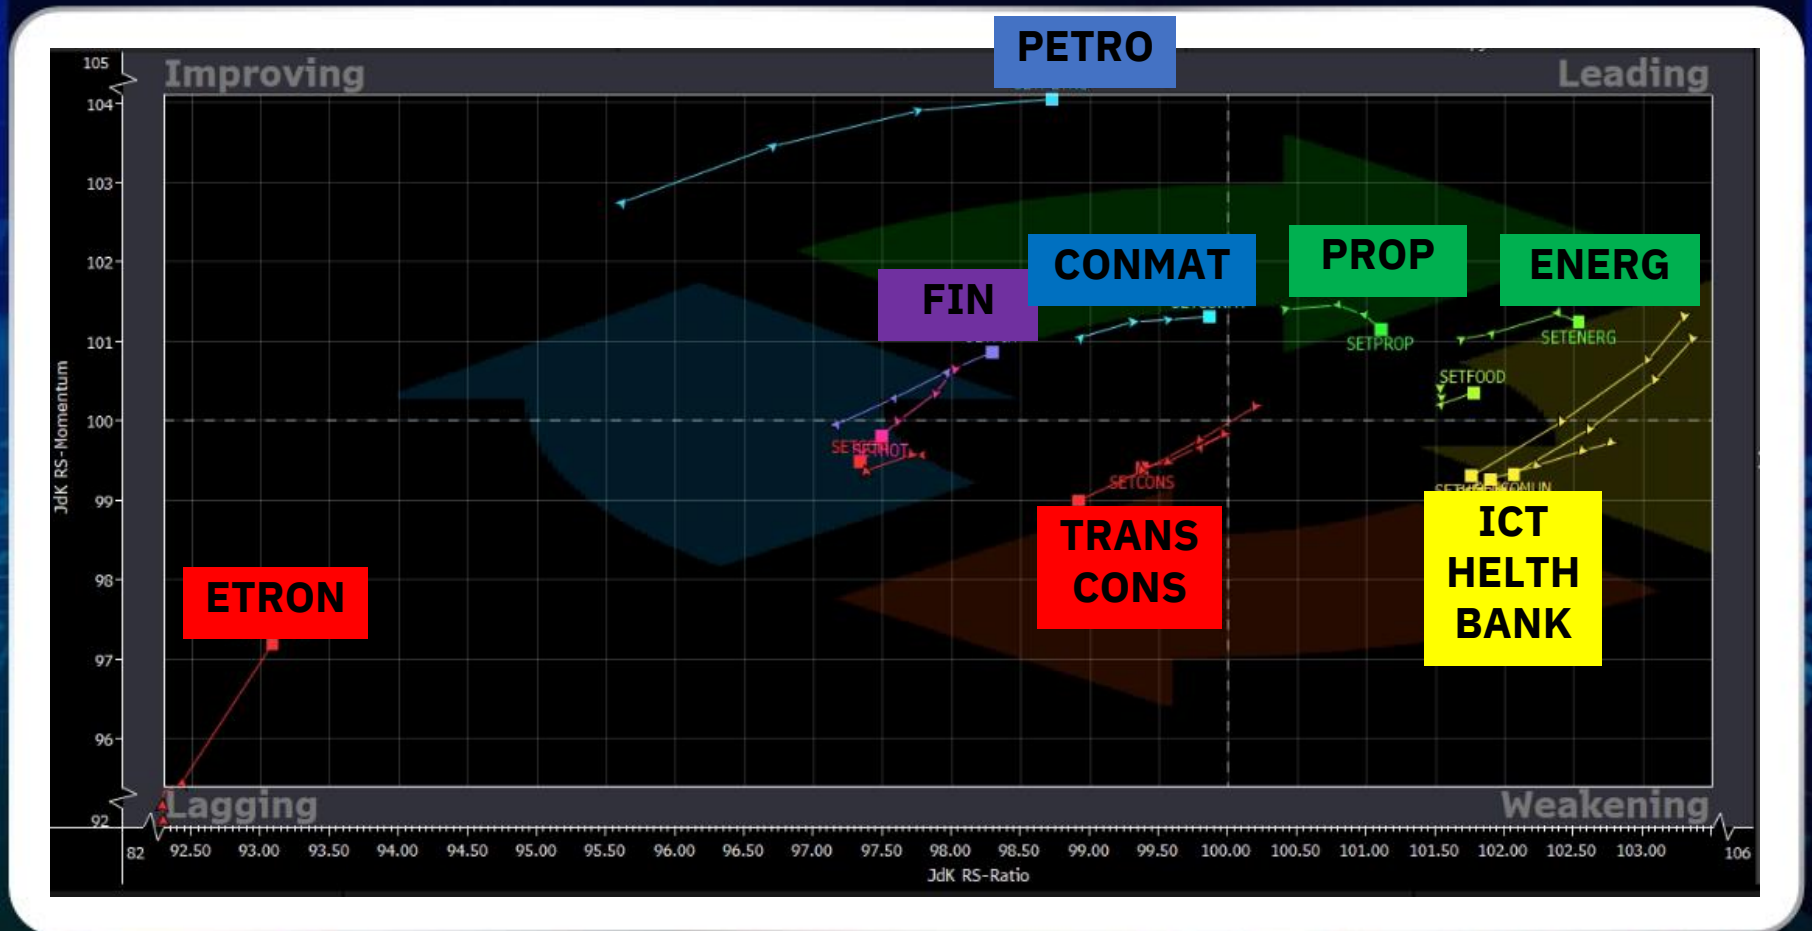 PETRO
105
Improving
Leading
104
103
102
101
100
99
98
97
96
92
JdK RS-Momentum
CONMAT
PROP
ENERG
FIN
SETPROP
SETENERG
SETFOOD
SETHOT
SETCONS
TRANS
CONS
ICT
HELTH
BANK
ETRON
Lagging
Weakening
82 92.50 93.00 93.50 94.00 94.50 95.00 95.50 96.00 96.50 97.00 97.50 98.00 98.50 99.00 99.50 100.00 100.50 101.00 101.50 102.00 102.50 103.00 106
JdK RS-Ratio